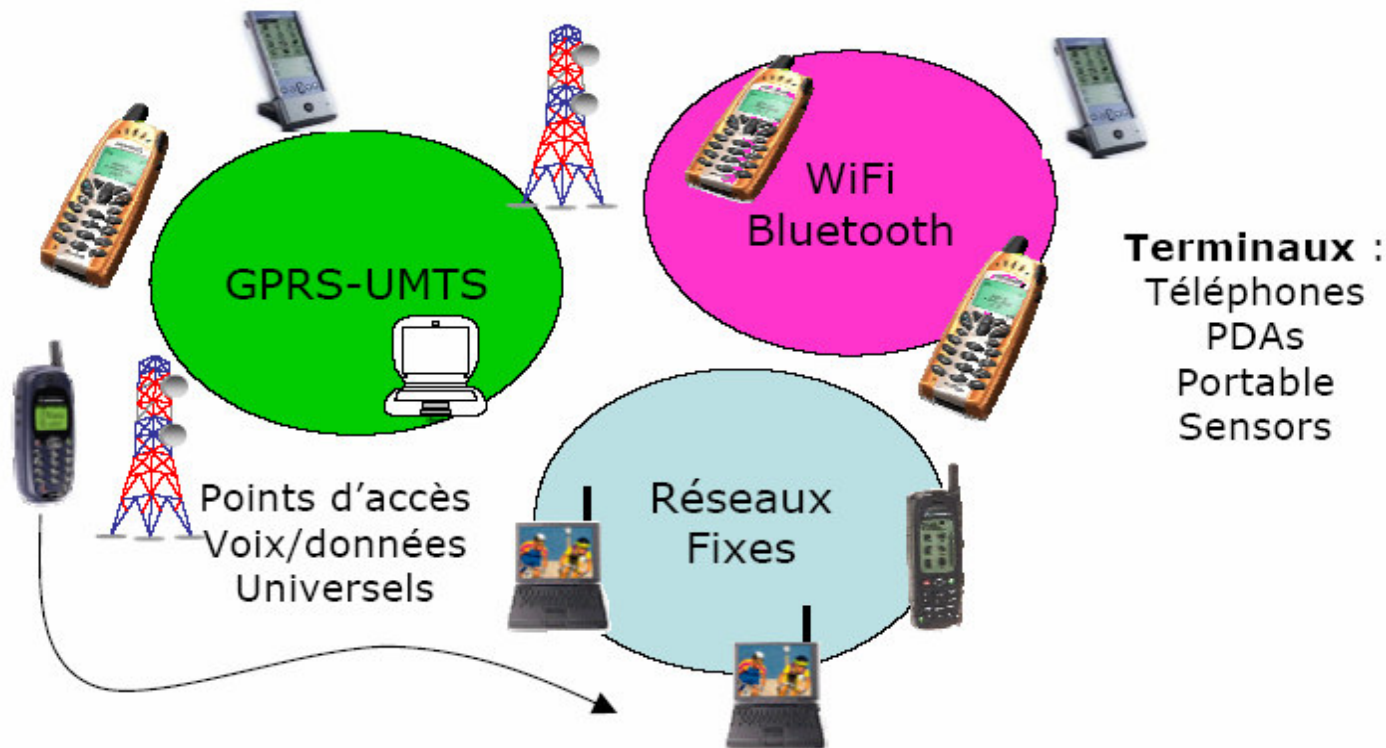 WiFi
Bluetooth
GPRS-UMTS
Terminaux :
Téléphones
PDAs
Portable
Sensors
Points d'accès
Voix/données
Universels
Réseaux
Fixes